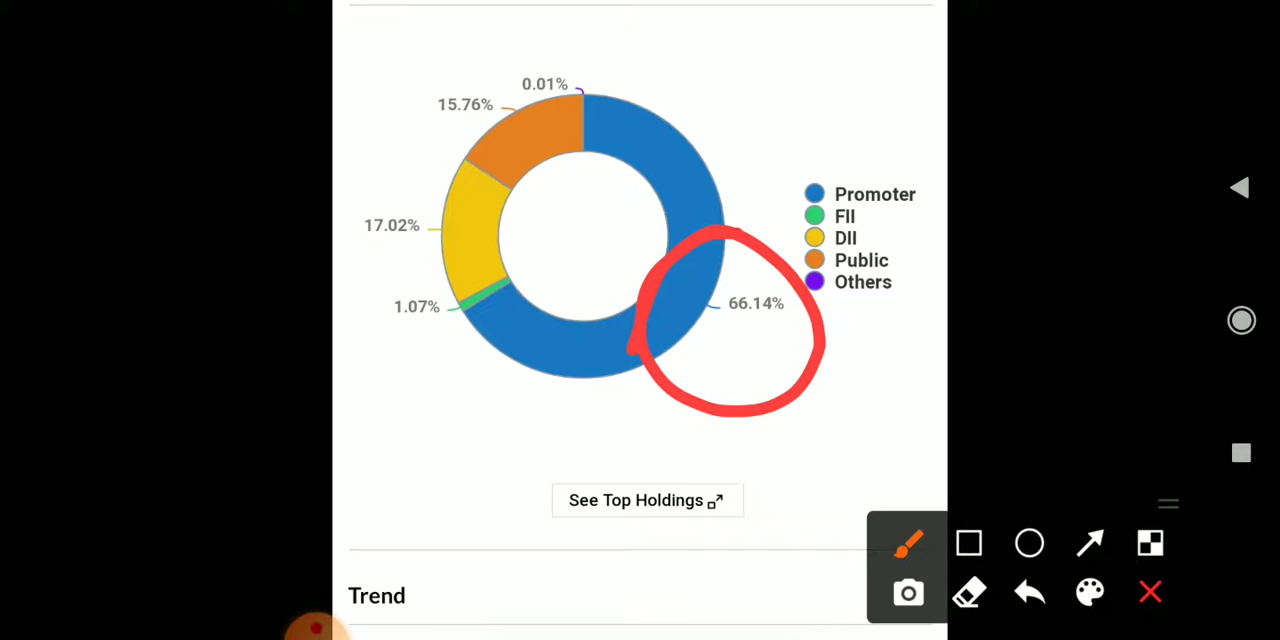 0.01%
15.76%
17.02%
1.07%
66.14%
Promoter
FII
DII
Public
Others
See Top Holdings
Trend